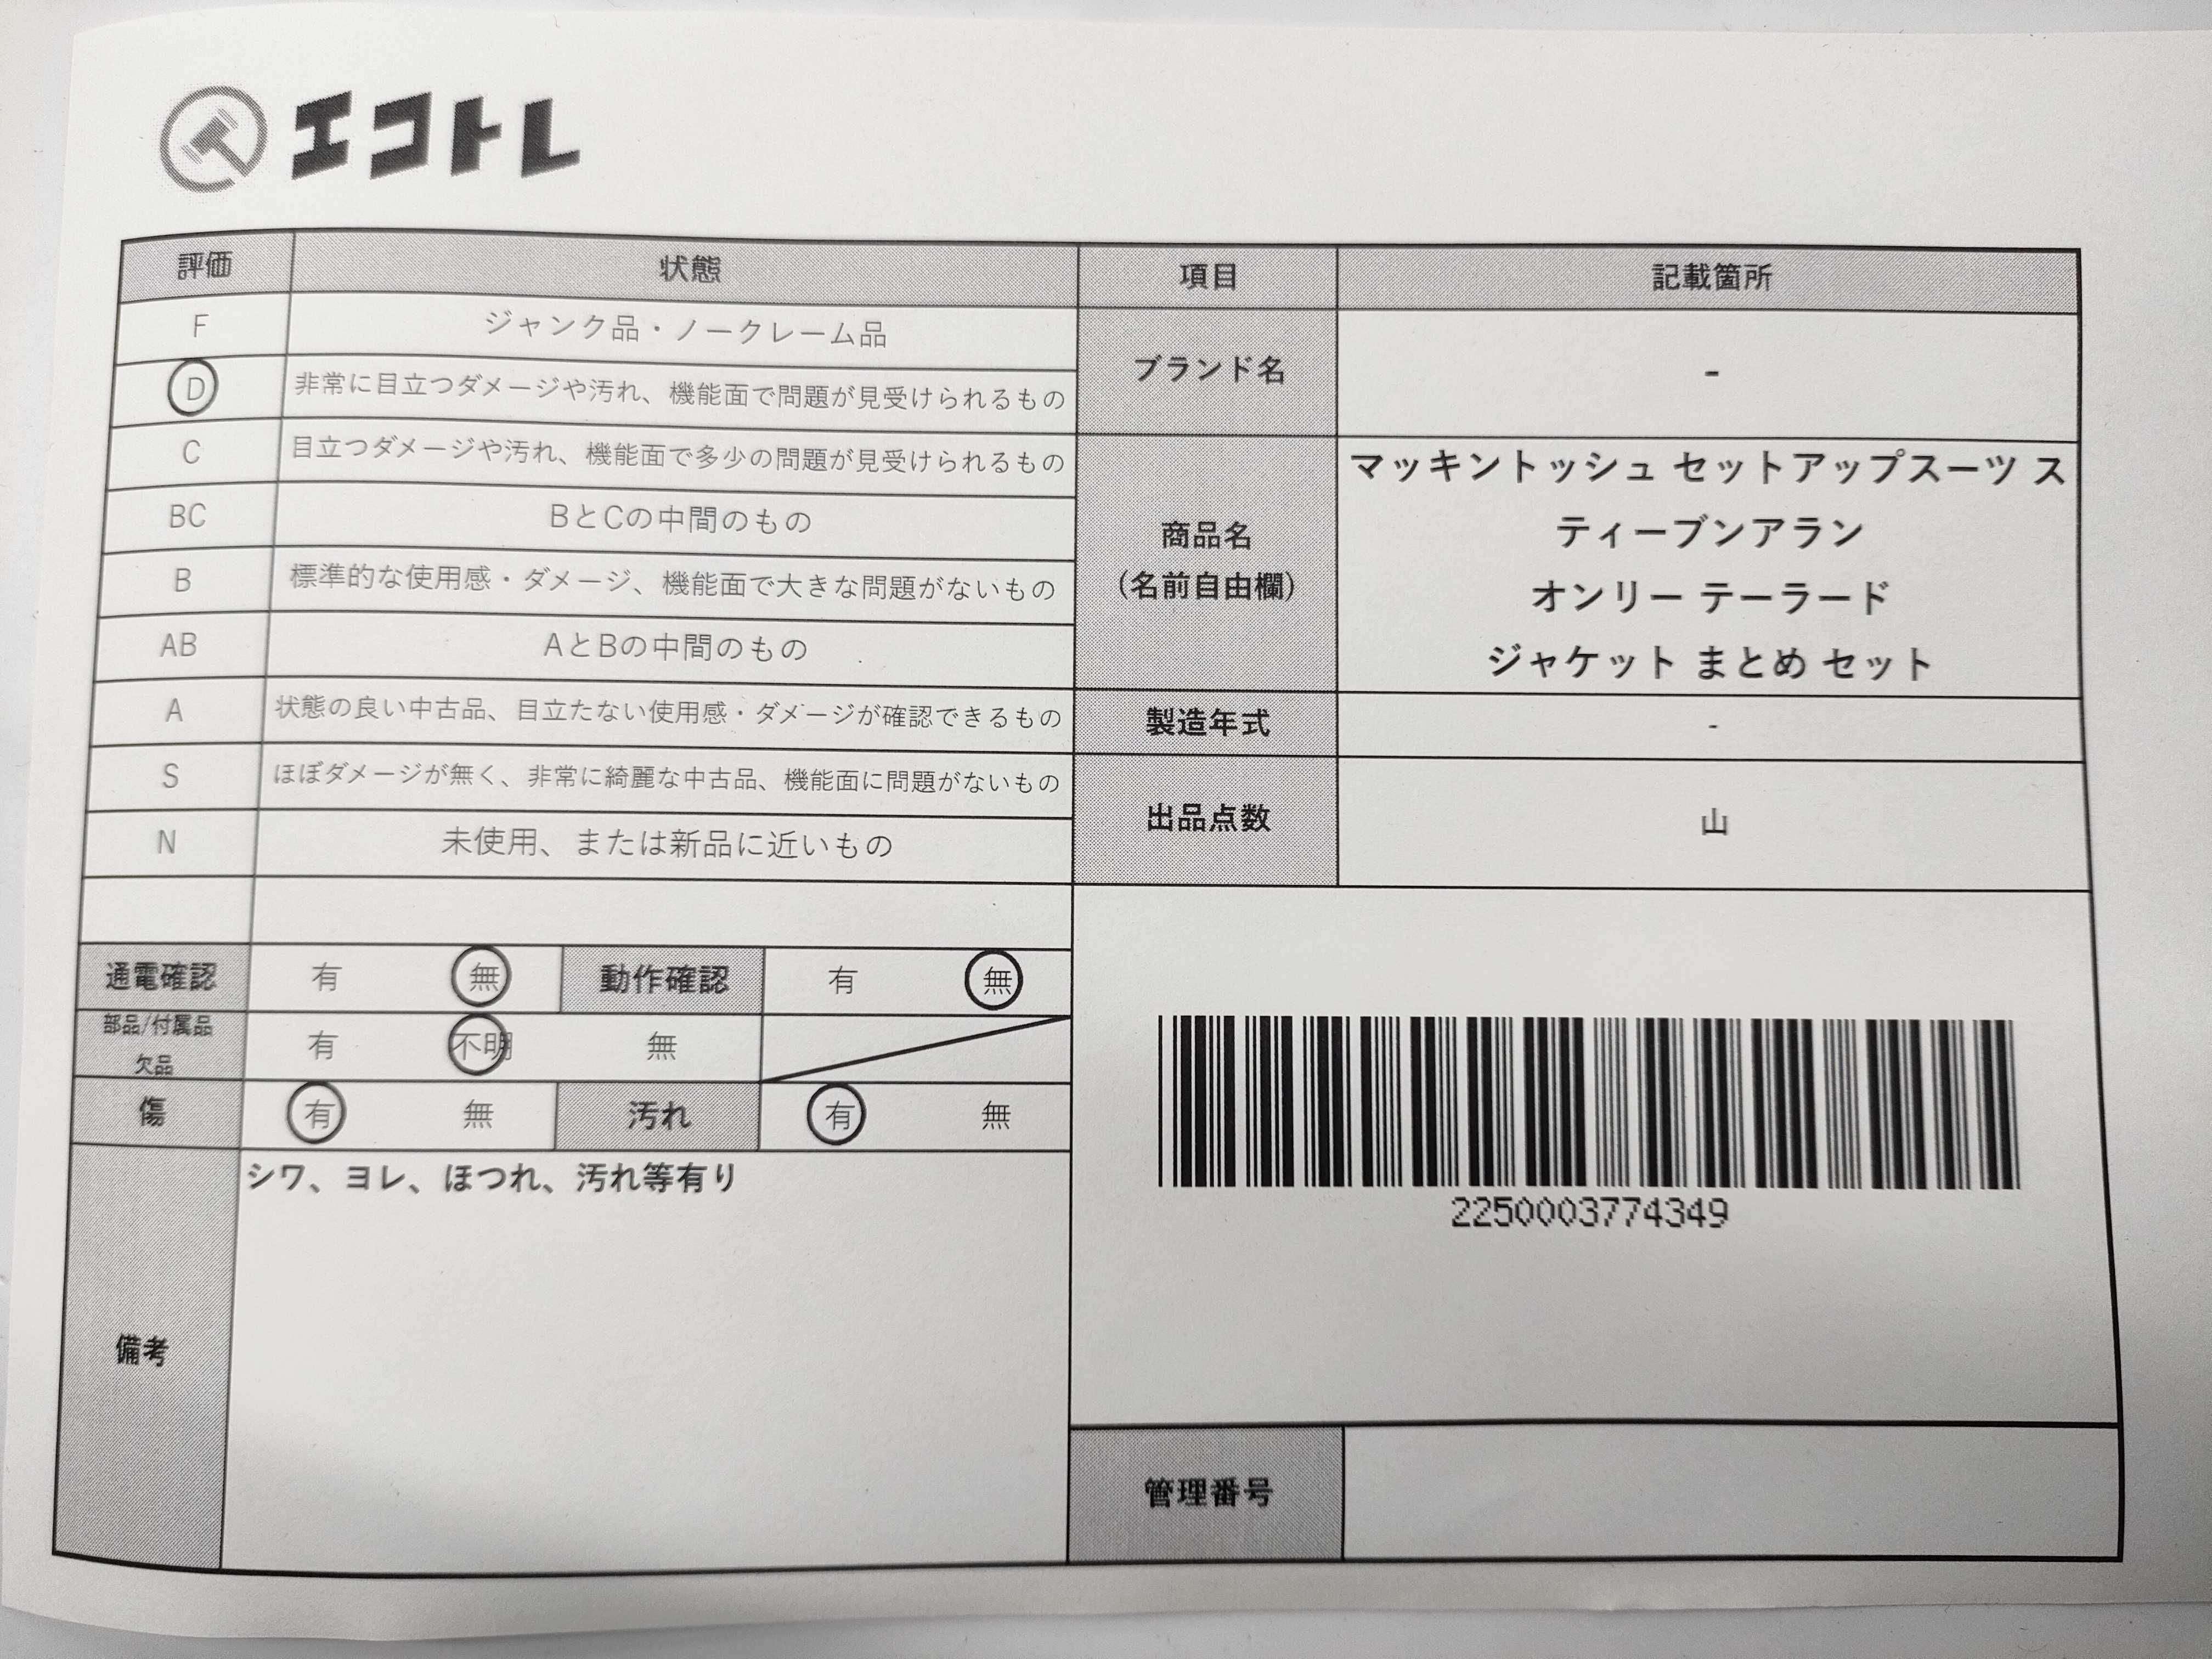 エコトレ
評価 状態
F ジャンク品・ノークレーム品
D 非常に目立つダメージや汚れ、機能面で問題が見受けられるもの
C 目立つダメージや汚れ、機能面で多少の問題が見受けられるもの
BC BとCの中間のもの
B 標準的な使用感・ダメージ、機能面で大きな問題がないもの
AB AとBの中間のもの
A 状態の良い中古品、目立たない使用感・ダメージが確認できるもの
S ほぼダメージが無く、非常に綺麗な中古品、機能面に問題がないもの
N 未使用、または新品に近いもの
通電確認 有 無 動作確認 有 無
部品/付属品
欠品 有 不明 無
傷 有 無 汚れ 有 無
備考 シワ、ヨレ、ほつれ、汚れ等有り
項目 記載箇所
ブランド名 -
商品名
(名前自由欄)
マッキントッシュ セットアップスーツ ス
ティーブンアラン
オンリー テーラード
ジャケット まとめ セット
製造年式 -
出品点数 山
2250003774349
管理番号